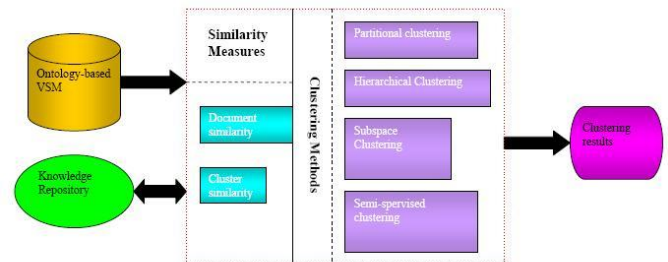 Ontology-based
VSM
Knowledge
Repository
Similarity
Measures
Document
similarity
Cluster
similarity
Clustering Methods
Partitional clustering
Hierarchical Clustering
Subspace
Clustering
Semi-spervised
clustering
Clustering
results